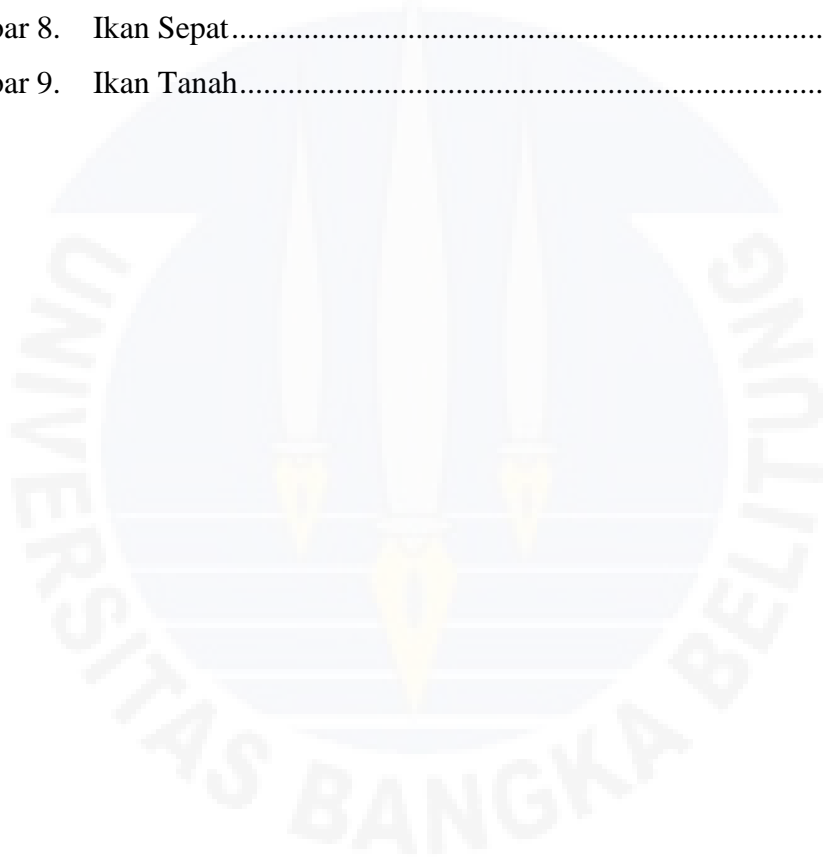 bar 8. Ikan Sepat..........................................................................
bar 9. Ikan Tanah.........................................................................
UNIVERSITAS BANGKA BELITUNG